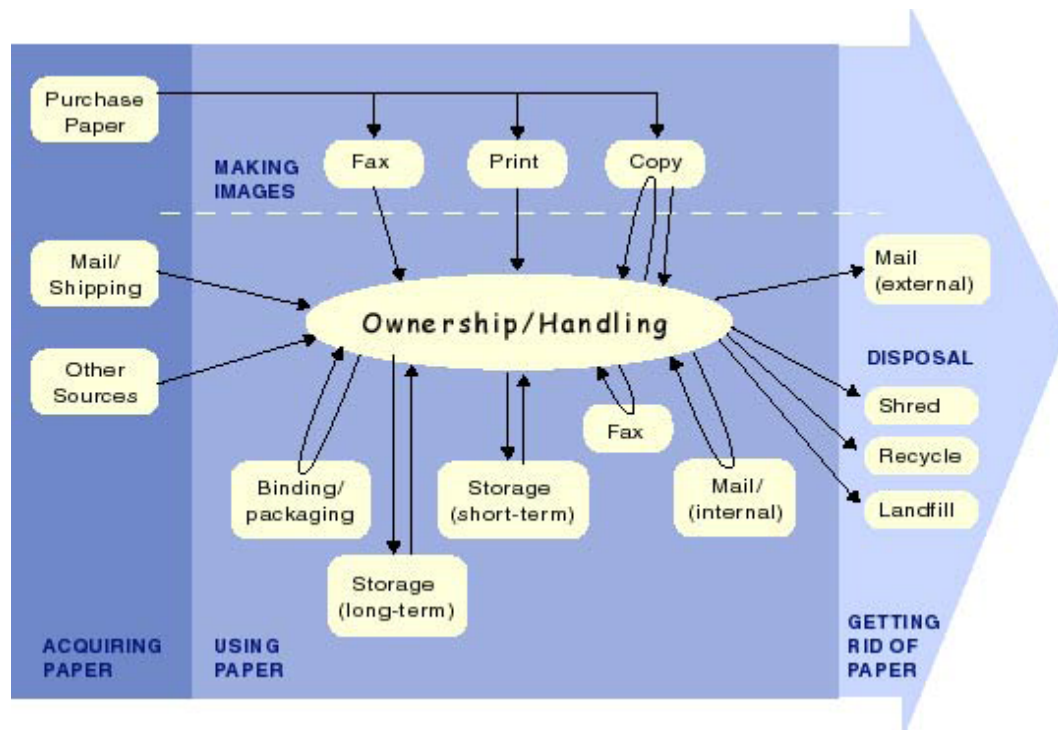 Purchase
Paper
MAKING
IMAGES
Fax
Print
Copy
Mail/
Shipping
Other
Sources
Ownership/Handling
Mail
(external)
DISPOSAL
Shred
Recycle
Landfill
Binding/
packaging
Storage
(long-term)
Storage
(short-term)
Fax
Mail/
(internal)
ACQUIRING
PAPER
USING
PAPER
GETTING
RID OF
PAPER